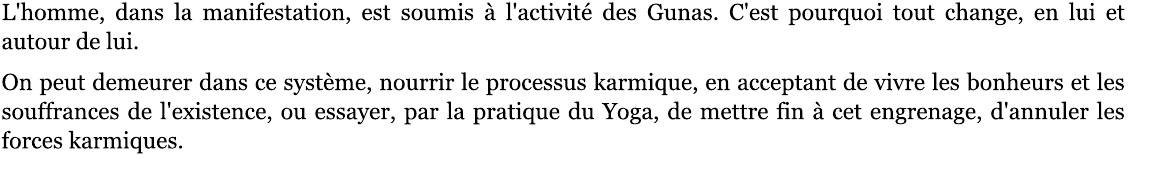 L'homme, dans la manifestation, est soumis à l'activité des Gunas. C'est pourquoi tout change, en lui et
autour de lui.
On peut demeurer dans ce système, nourrir le processus karmique, en acceptant de vivre les bonheurs et les
souffrances de l'existence, ou essayer, par la pratique du Yoga, de mettre fin à cet engrenage, d'annuler les
forces karmiques.